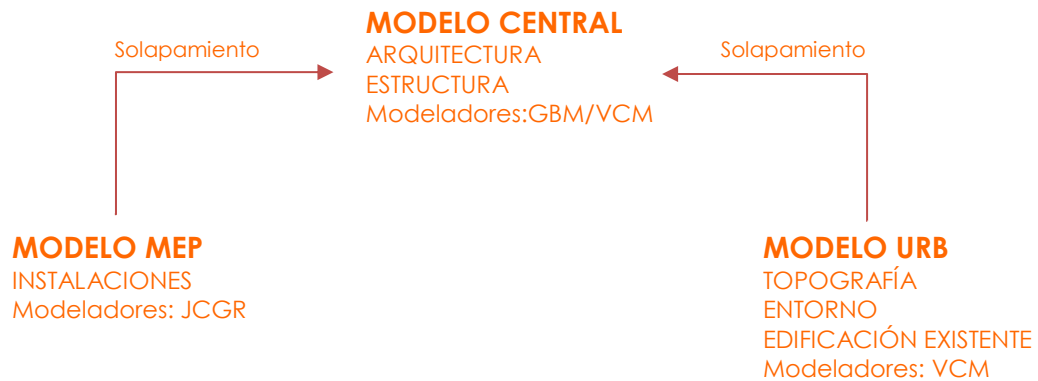 MODELO CENTRAL
Solapamiento
ARQUITECTURA
ESTRUCTURA
Modeladores:GBM/VCM
Solapamiento
MODELO MEP
INSTALACIONES
Modeladores: JCGR
MODELO URB
TOPOGRAFÍA
ENTORNO
EDIFICACIÓN EXISTENTE
Modeladores: VCM